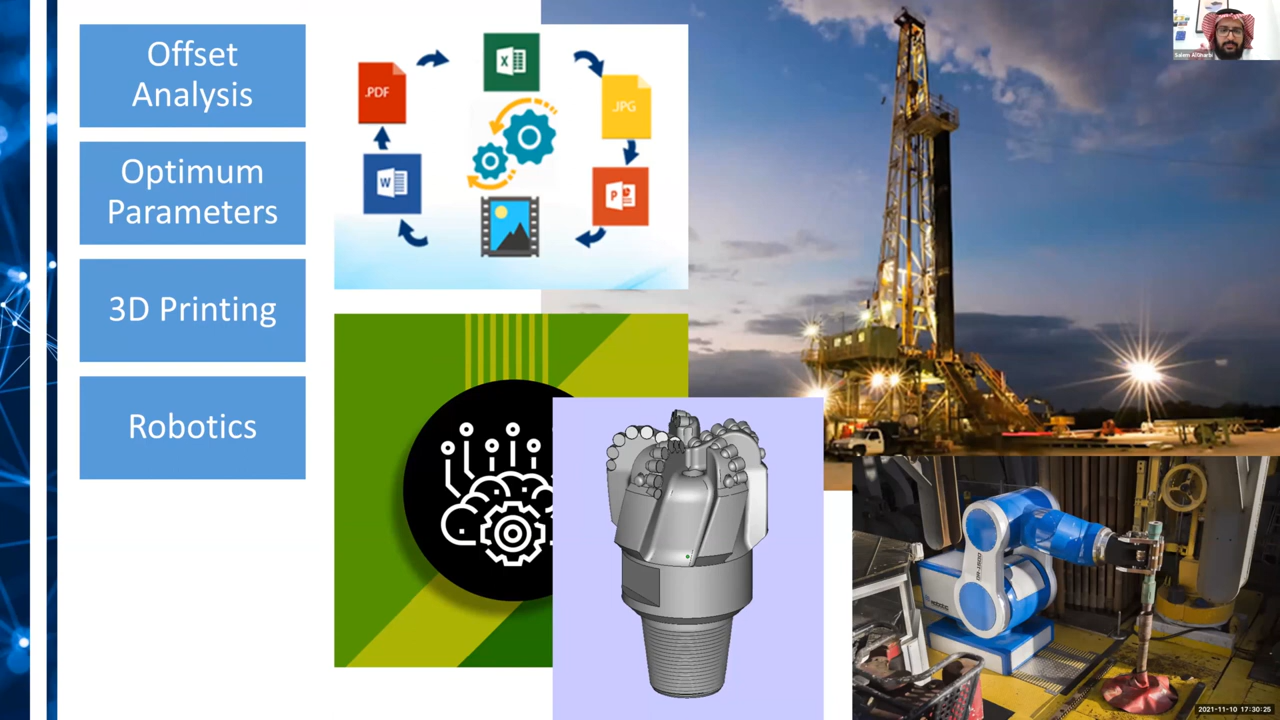 Offset
Analysis
Optimum
Parameters
3D Printing
Robotics
.PDF
X
.JPG
W
P
2021-11-10 17:30:25